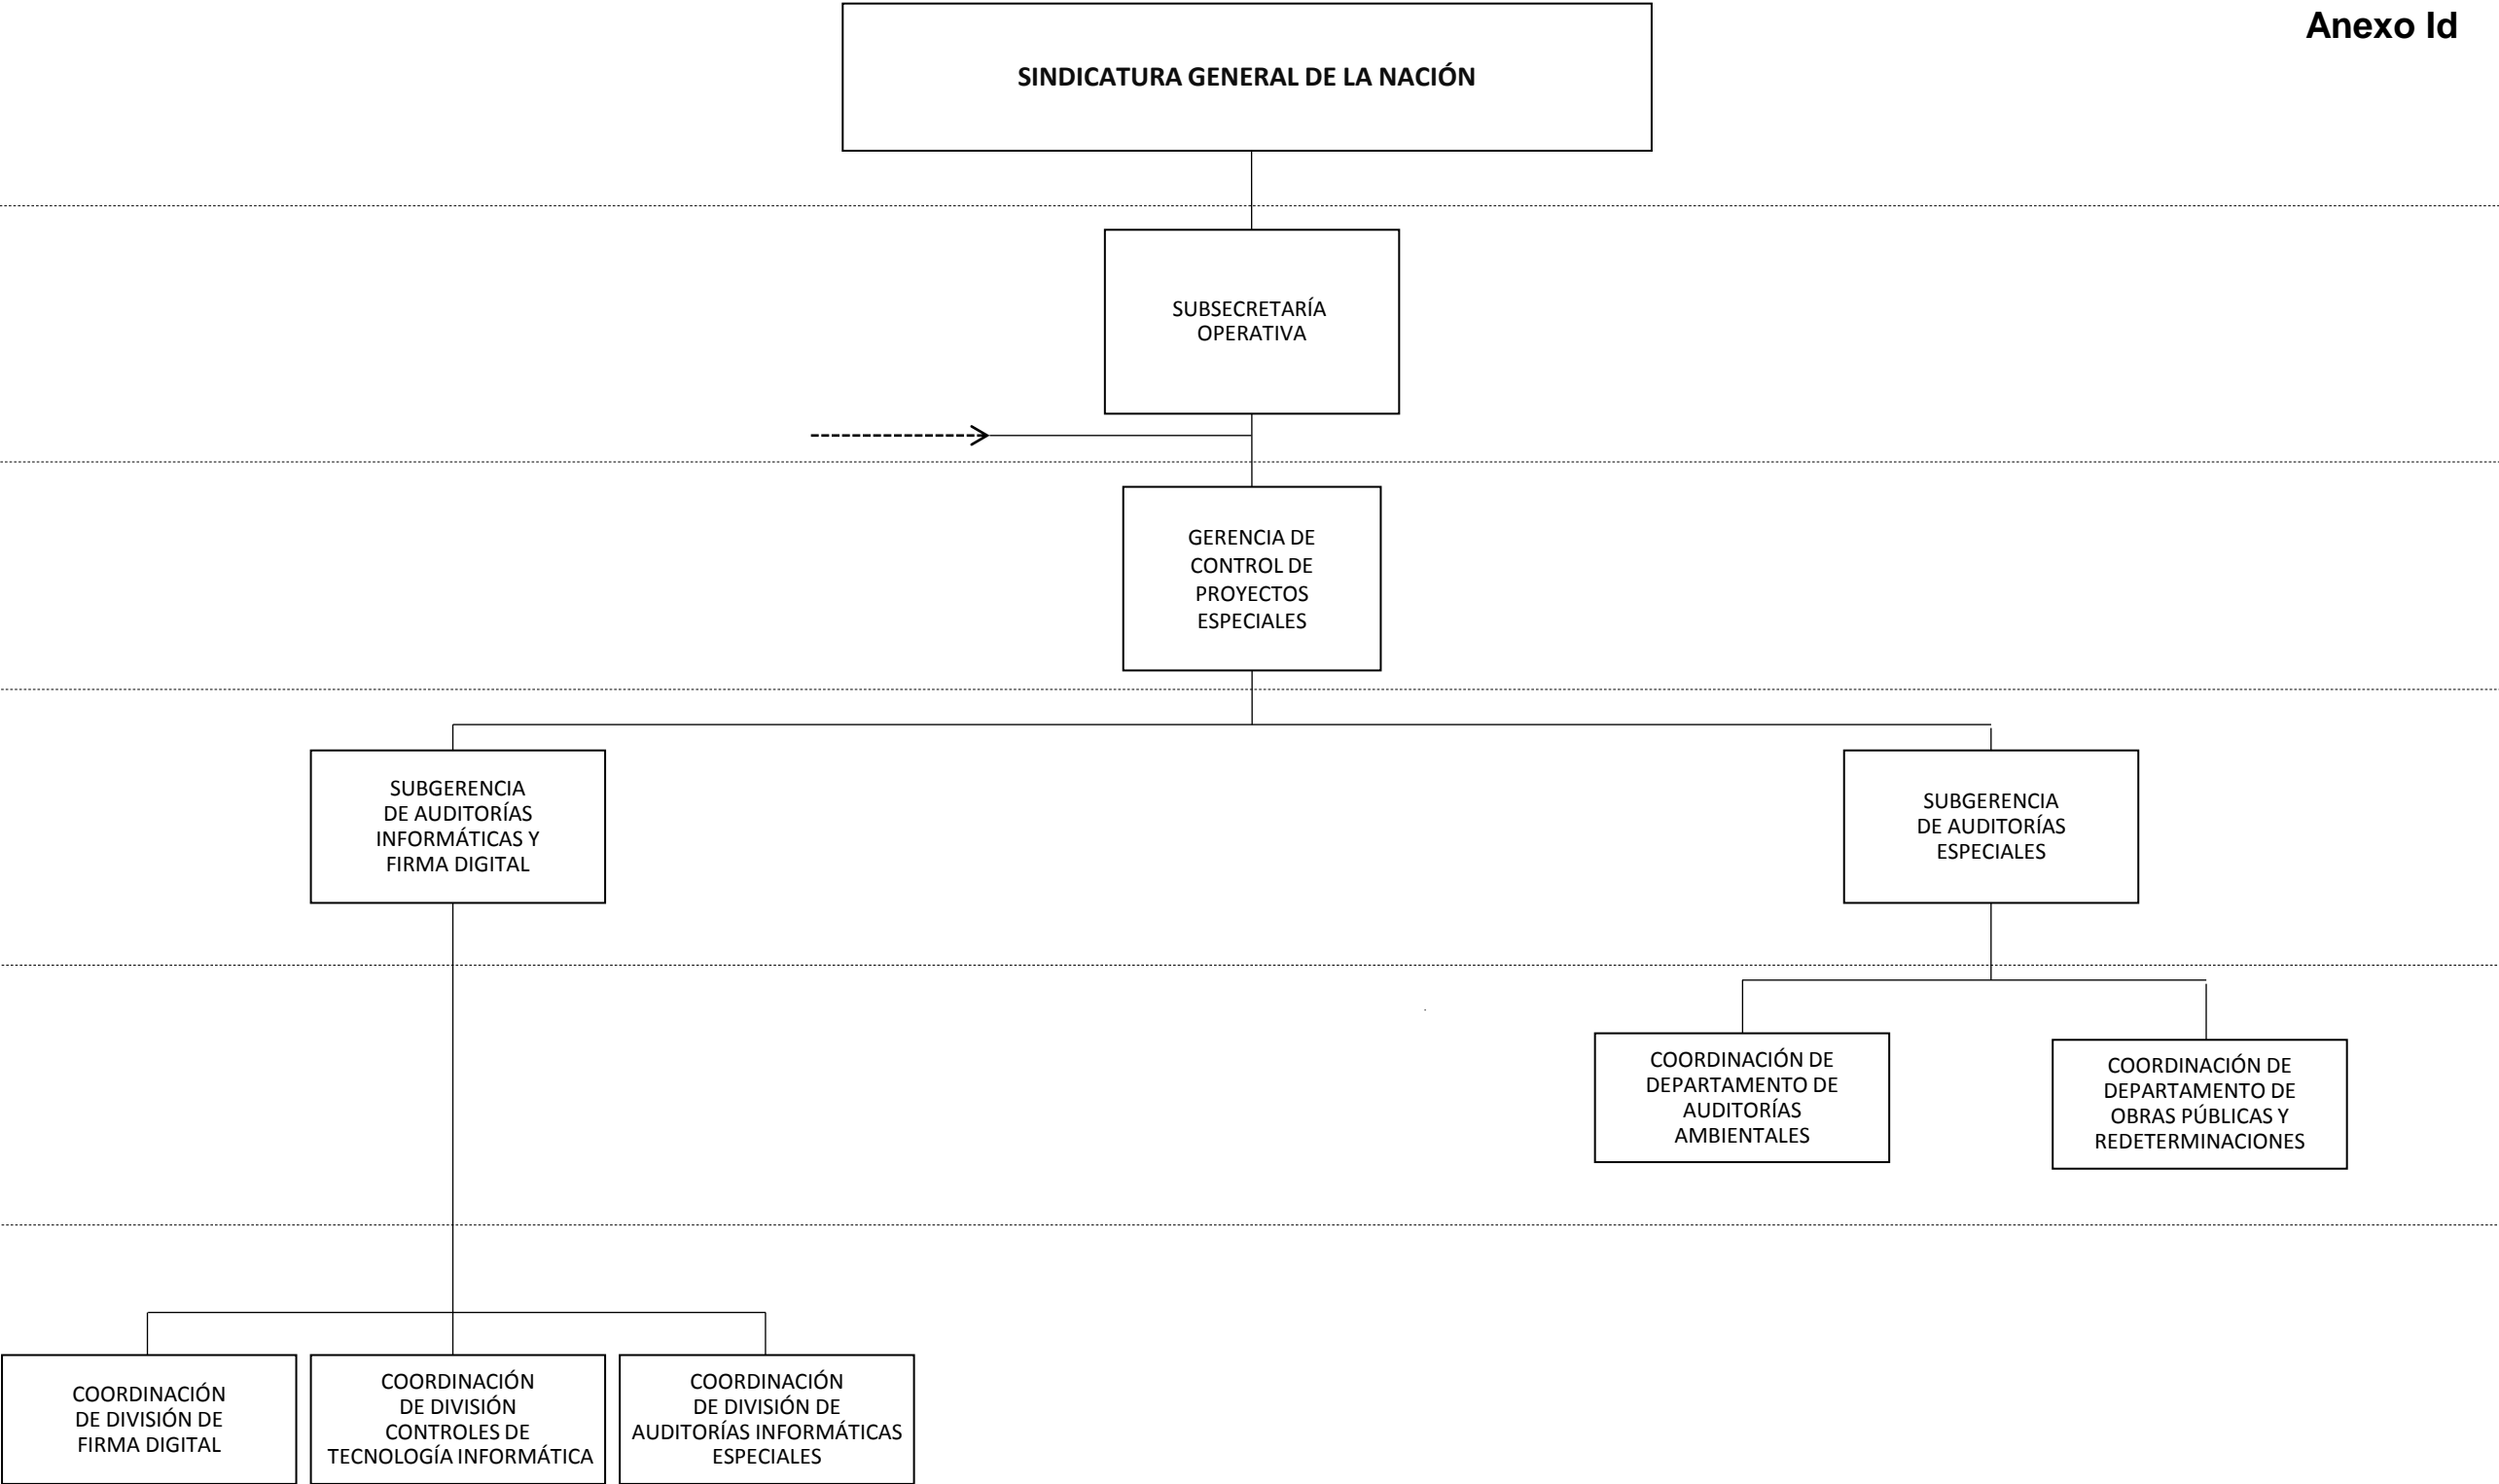 Anexo Id
SINDICATURA GENERAL DE LA NACIÓN
SUBSECRETARÍA
OPERATIVA
GERENCIA DE
CONTROL DE
PROYECTOS
ESPECIALES
SUBGERENCIA
DE AUDITORÍAS
INFORMÁTICAS Y
FIRMA DIGITAL
SUBGERENCIA
DE AUDITORÍAS
ESPECIALES
COORDINACIÓN DE
DEPARTAMENTO DE
AUDITORÍAS
AMBIENTALES
COORDINACIÓN DE
DEPARTAMENTO DE
OBRAS PÚBLICAS Y
REDETERMINACIONES
COORDINACIÓN
DE DIVISIÓN DE
FIRMA DIGITAL
COORDINACIÓN
DE DIVISIÓN
CONTROLES DE
TECNOLOGÍA INFORMÁTICA
COORDINACIÓN
DE DIVISIÓN DE
AUDITORÍAS INFORMÁTICAS
ESPECIALES